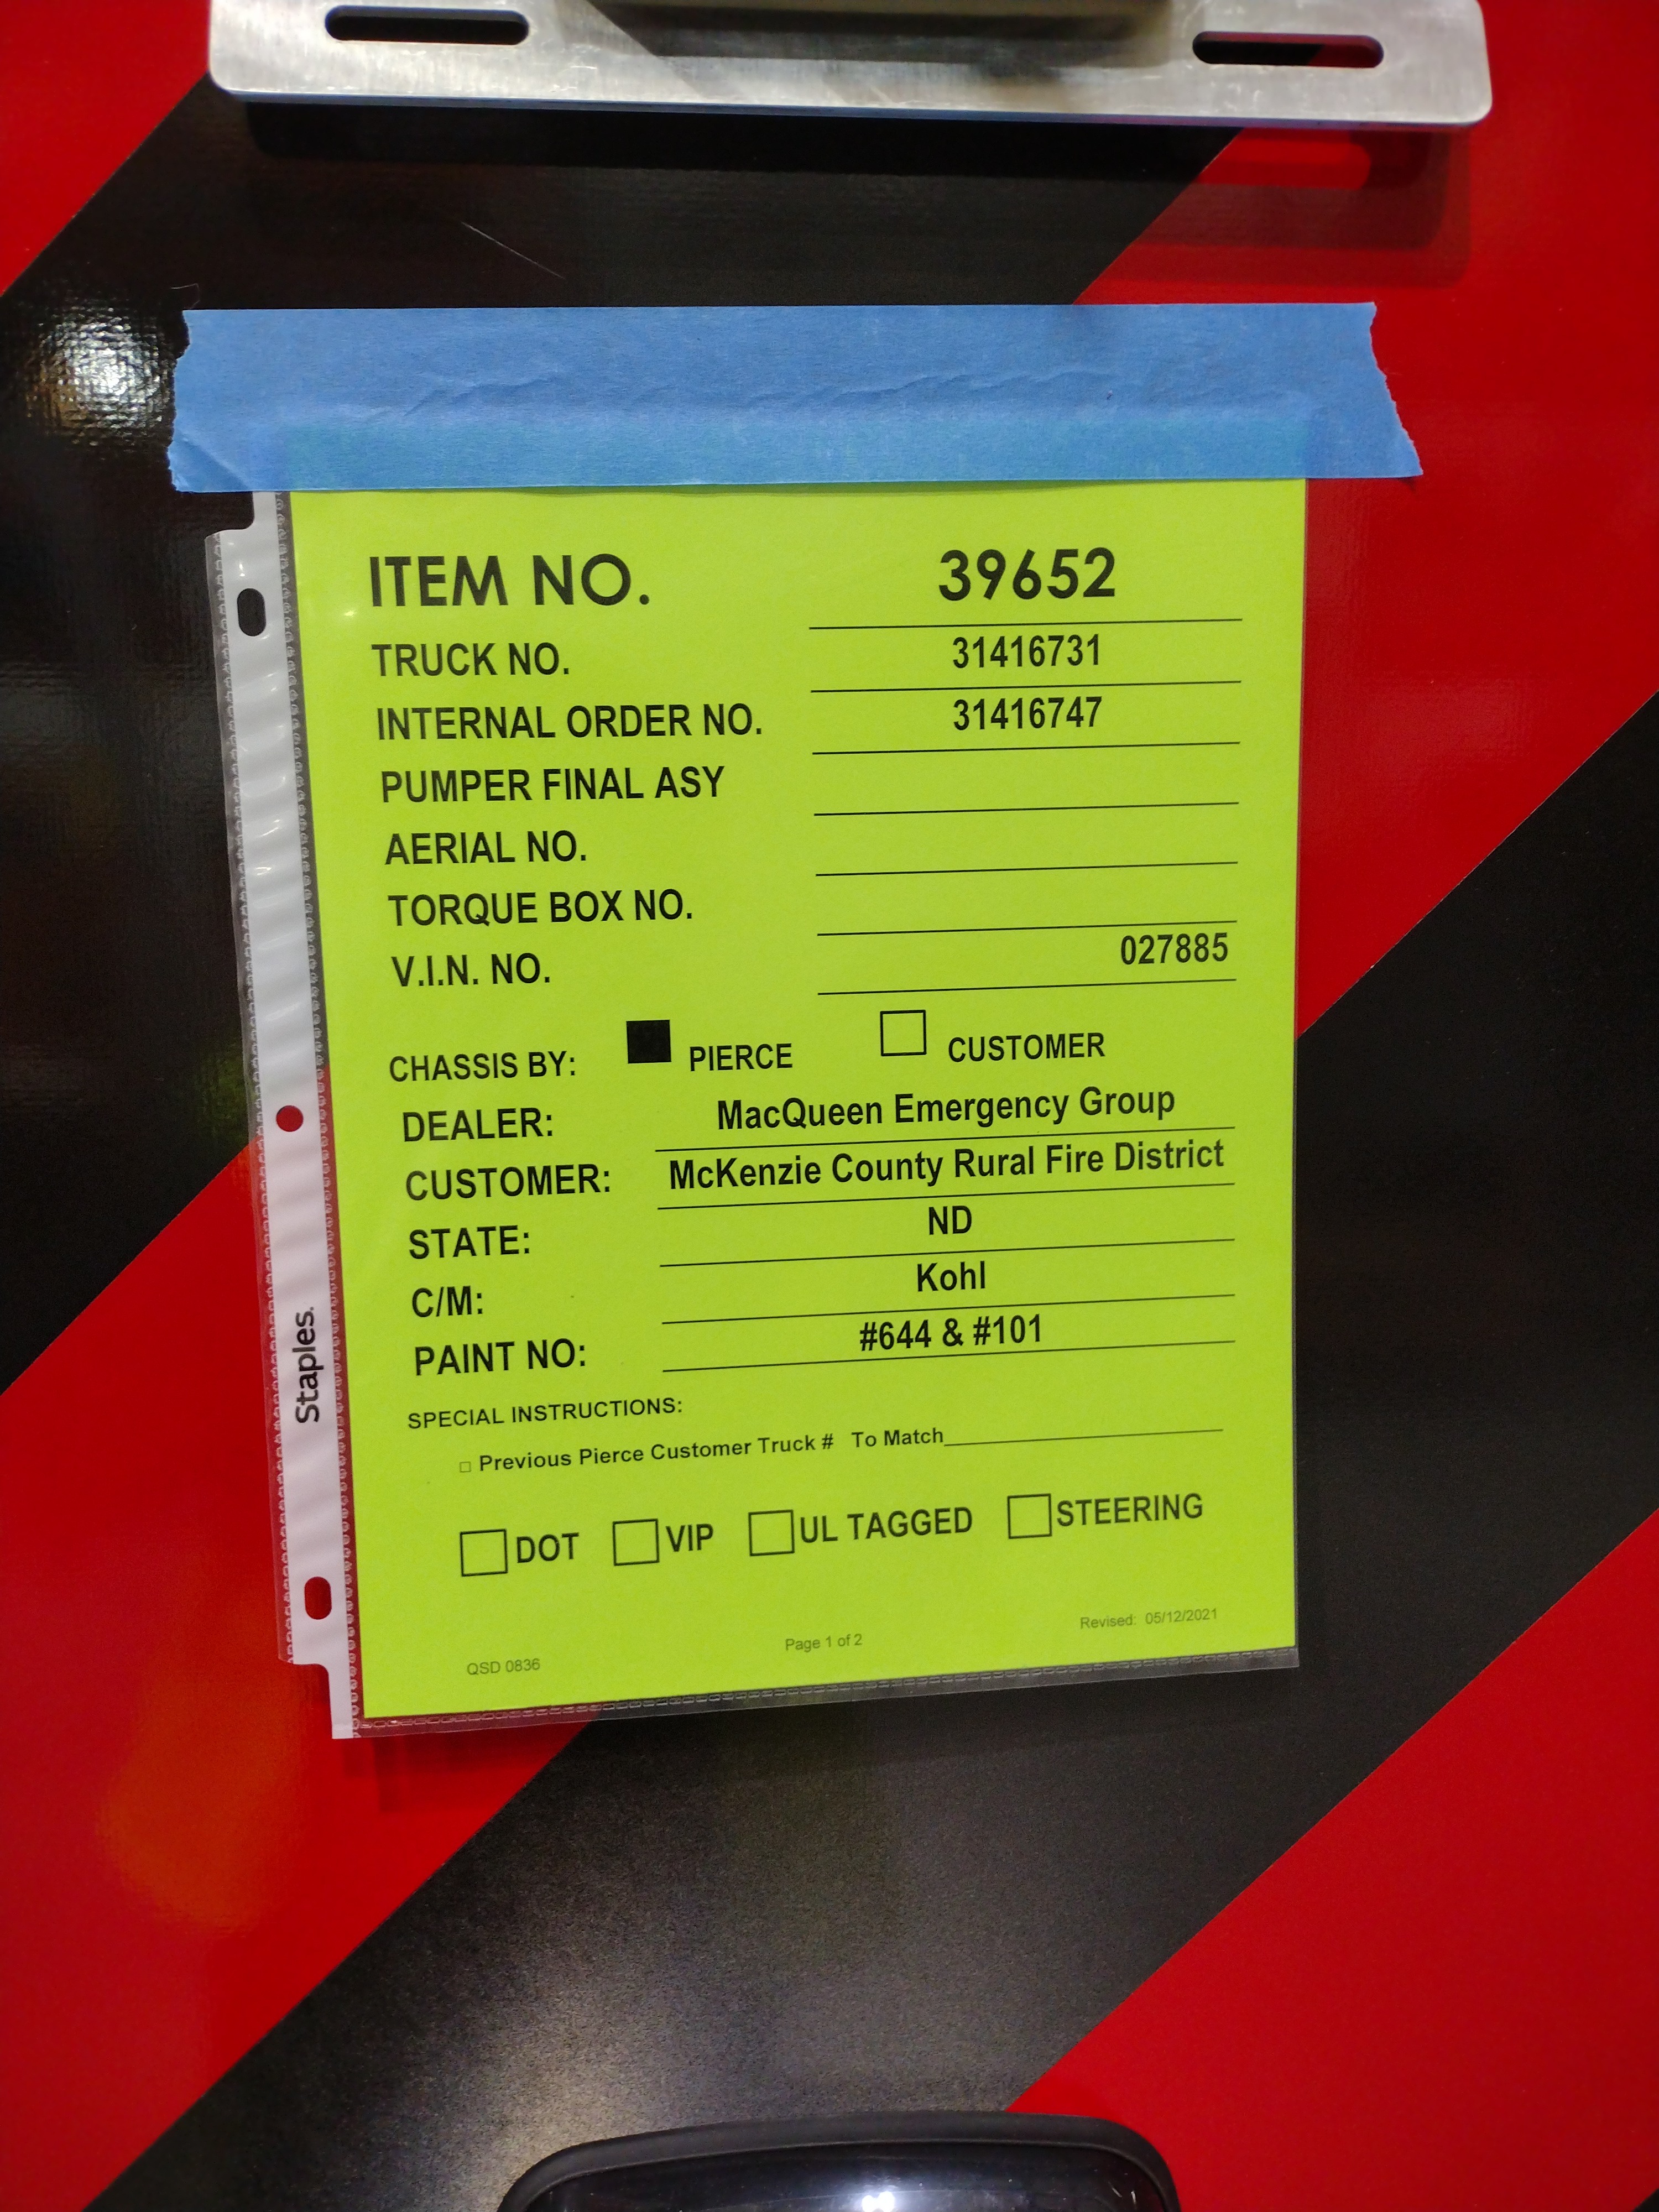 ITEM NO. 39652
TRUCK NO. 31416731
INTERNAL ORDER NO. 31416747
PUMPER FINAL ASY
AERIAL NO.
TORQUE BOX NO.
V.I.N. NO. 027885
CHASSIS BY: PIERCE CUSTOMER
DEALER: MacQueen Emergency Group
CUSTOMER: McKenzie County Rural Fire District
STATE: ND
C/M: Kohl
PAINT NO: #644 & #101
SPECIAL INSTRUCTIONS:
Previous Pierce Customer Truck # To Match
DOT VIP UL TAGGED STEERING
QSD 0836 Page 1 of 2 Revised: 05/12/2021
Staples